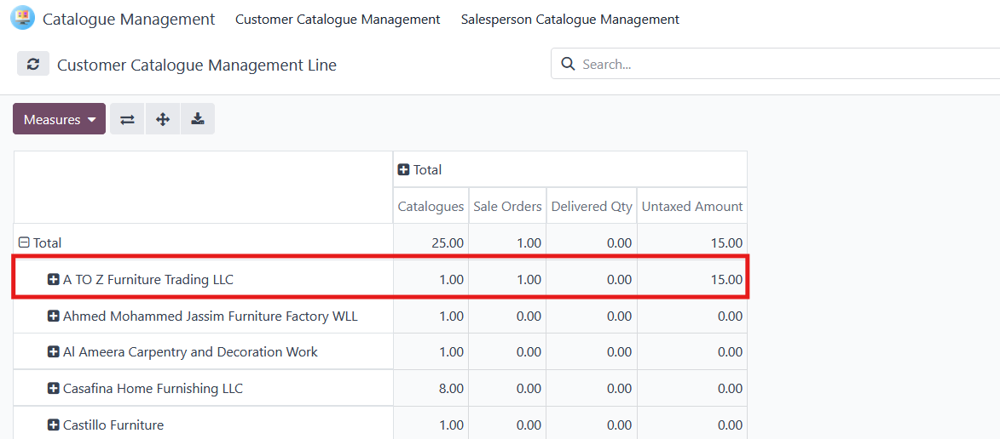 Catalogue Management Customer Catalogue Management Salesperson Catalogue Management
Customer Catalogue Management Line Search...
Measures
Total
Catalogues Sale Orders Delivered Qty Untaxed Amount
Total 25.00 1.00 0.00 15.00
A TO Z Furniture Trading LLC 1.00 1.00 0.00 15.00
Ahmed Mohammed Jassim Furniture Factory WLL 1.00 0.00 0.00 0.00
Al Ameera Carpentry and Decoration Work 1.00 0.00 0.00 0.00
Casafina Home Furnishing LLC 8.00 0.00 0.00 0.00
Castillo Furniture 1.00 0.00 0.00 0.00